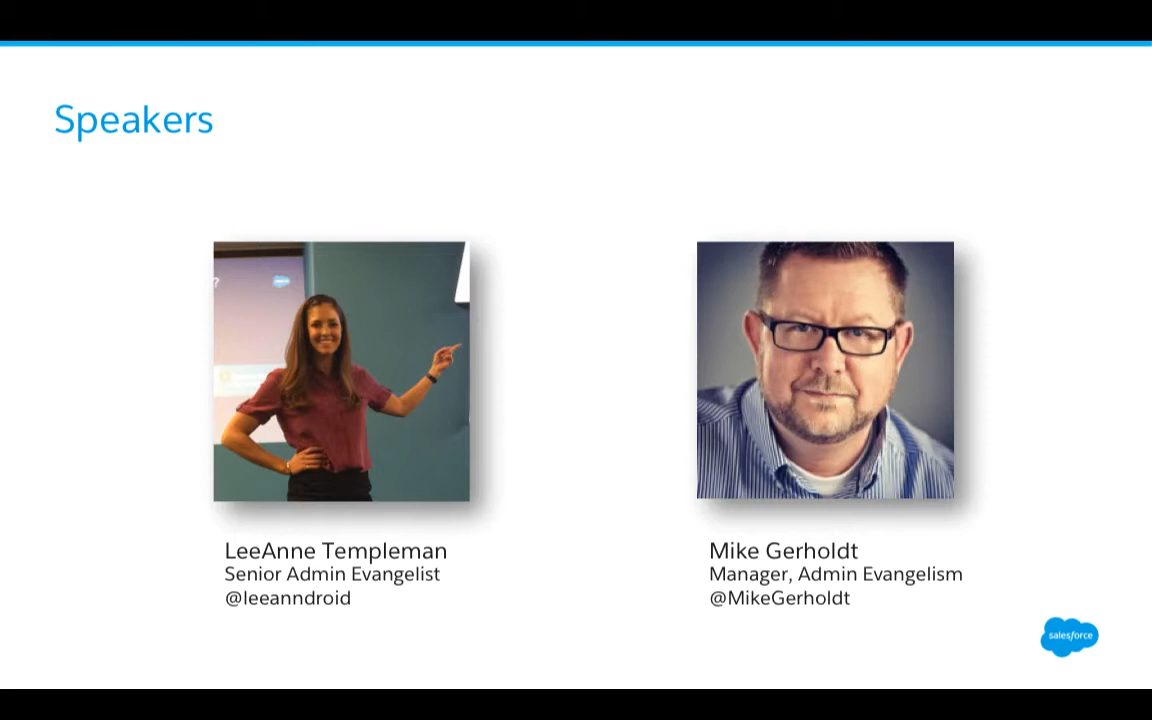 Speakers
?
LeeAnne Templeman
Senior Admin Evangelist
@leeanndroid
Mike Gerholdt
Manager, Admin Evangelism
@MikeGerholdt
salesforce